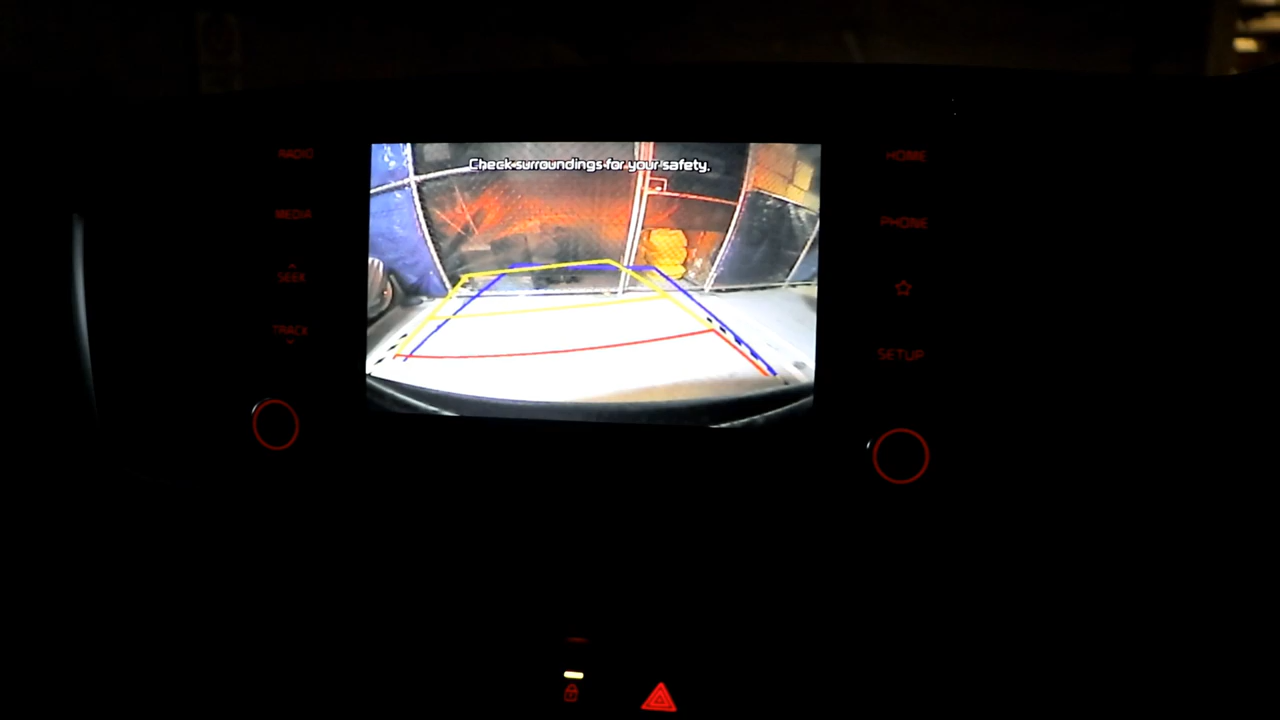 Check surroundings for your safety.
RADIO
MEDIA
SEEK
TRACK
HOME
PHONE
SETUP